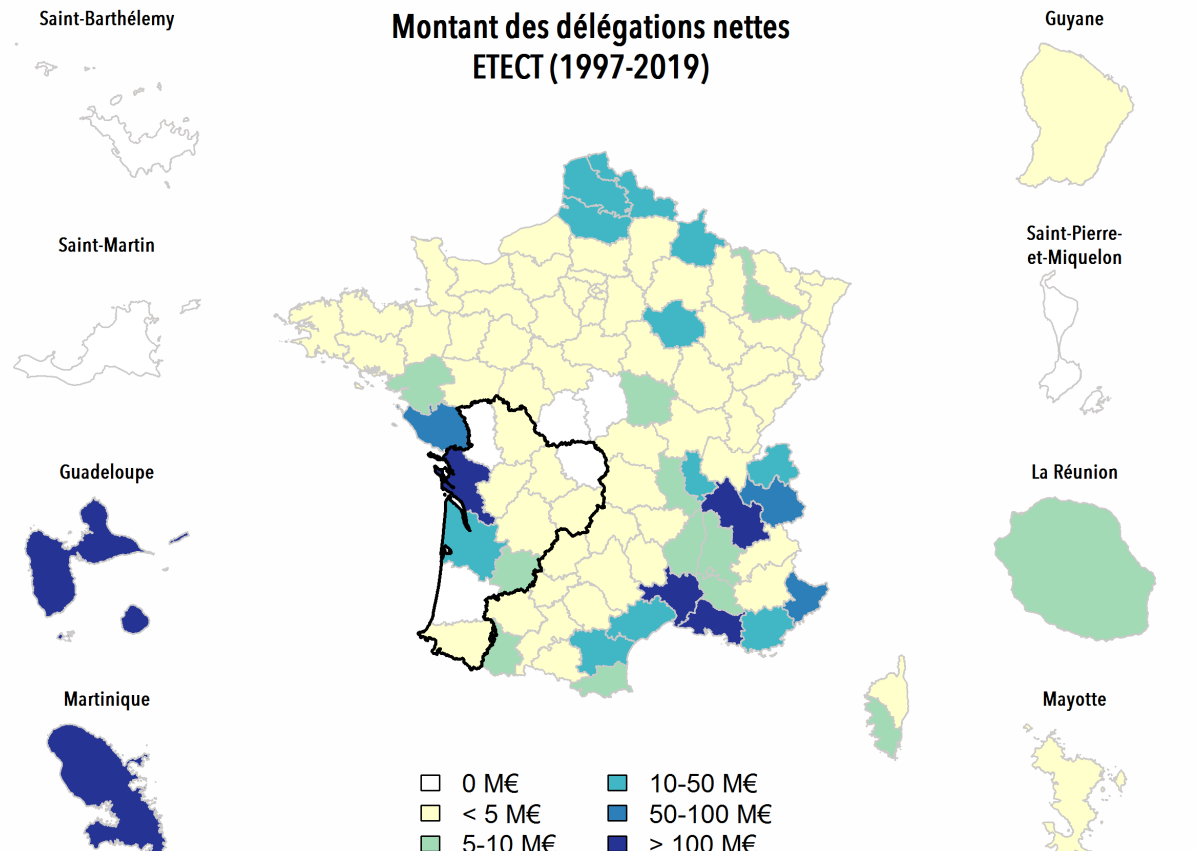 Saint-Barthélemy
Montant des délégations nettes
ETECT (1997-2019)
Guyane
Saint-Martin
Saint-Pierre-
et-Miquelon
Guadeloupe
La Réunion
Martinique
Mayotte
0 M€
10-50 M€
< 5 M€
50-100 M€
5-10 M€
> 100 M€